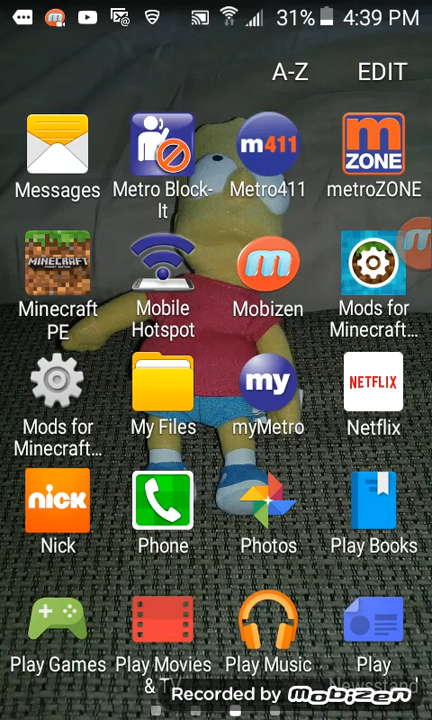 31% 4:39 PM
A-Z EDIT
m411
m
ZONE
Messages Metro Block-It Metro411 metroZONE
MINECRAFT
m
m
Minecraft PE Mobile Hotspot Mobizen Mods for Minecraft...
my
NETFLIX
Mods for Minecraft... My Files myMetro Netflix
nick
Nick Phone Photos Play Books
Play Games Play Movies & TV Play Music Play Newsstand
Recorded by mobizen